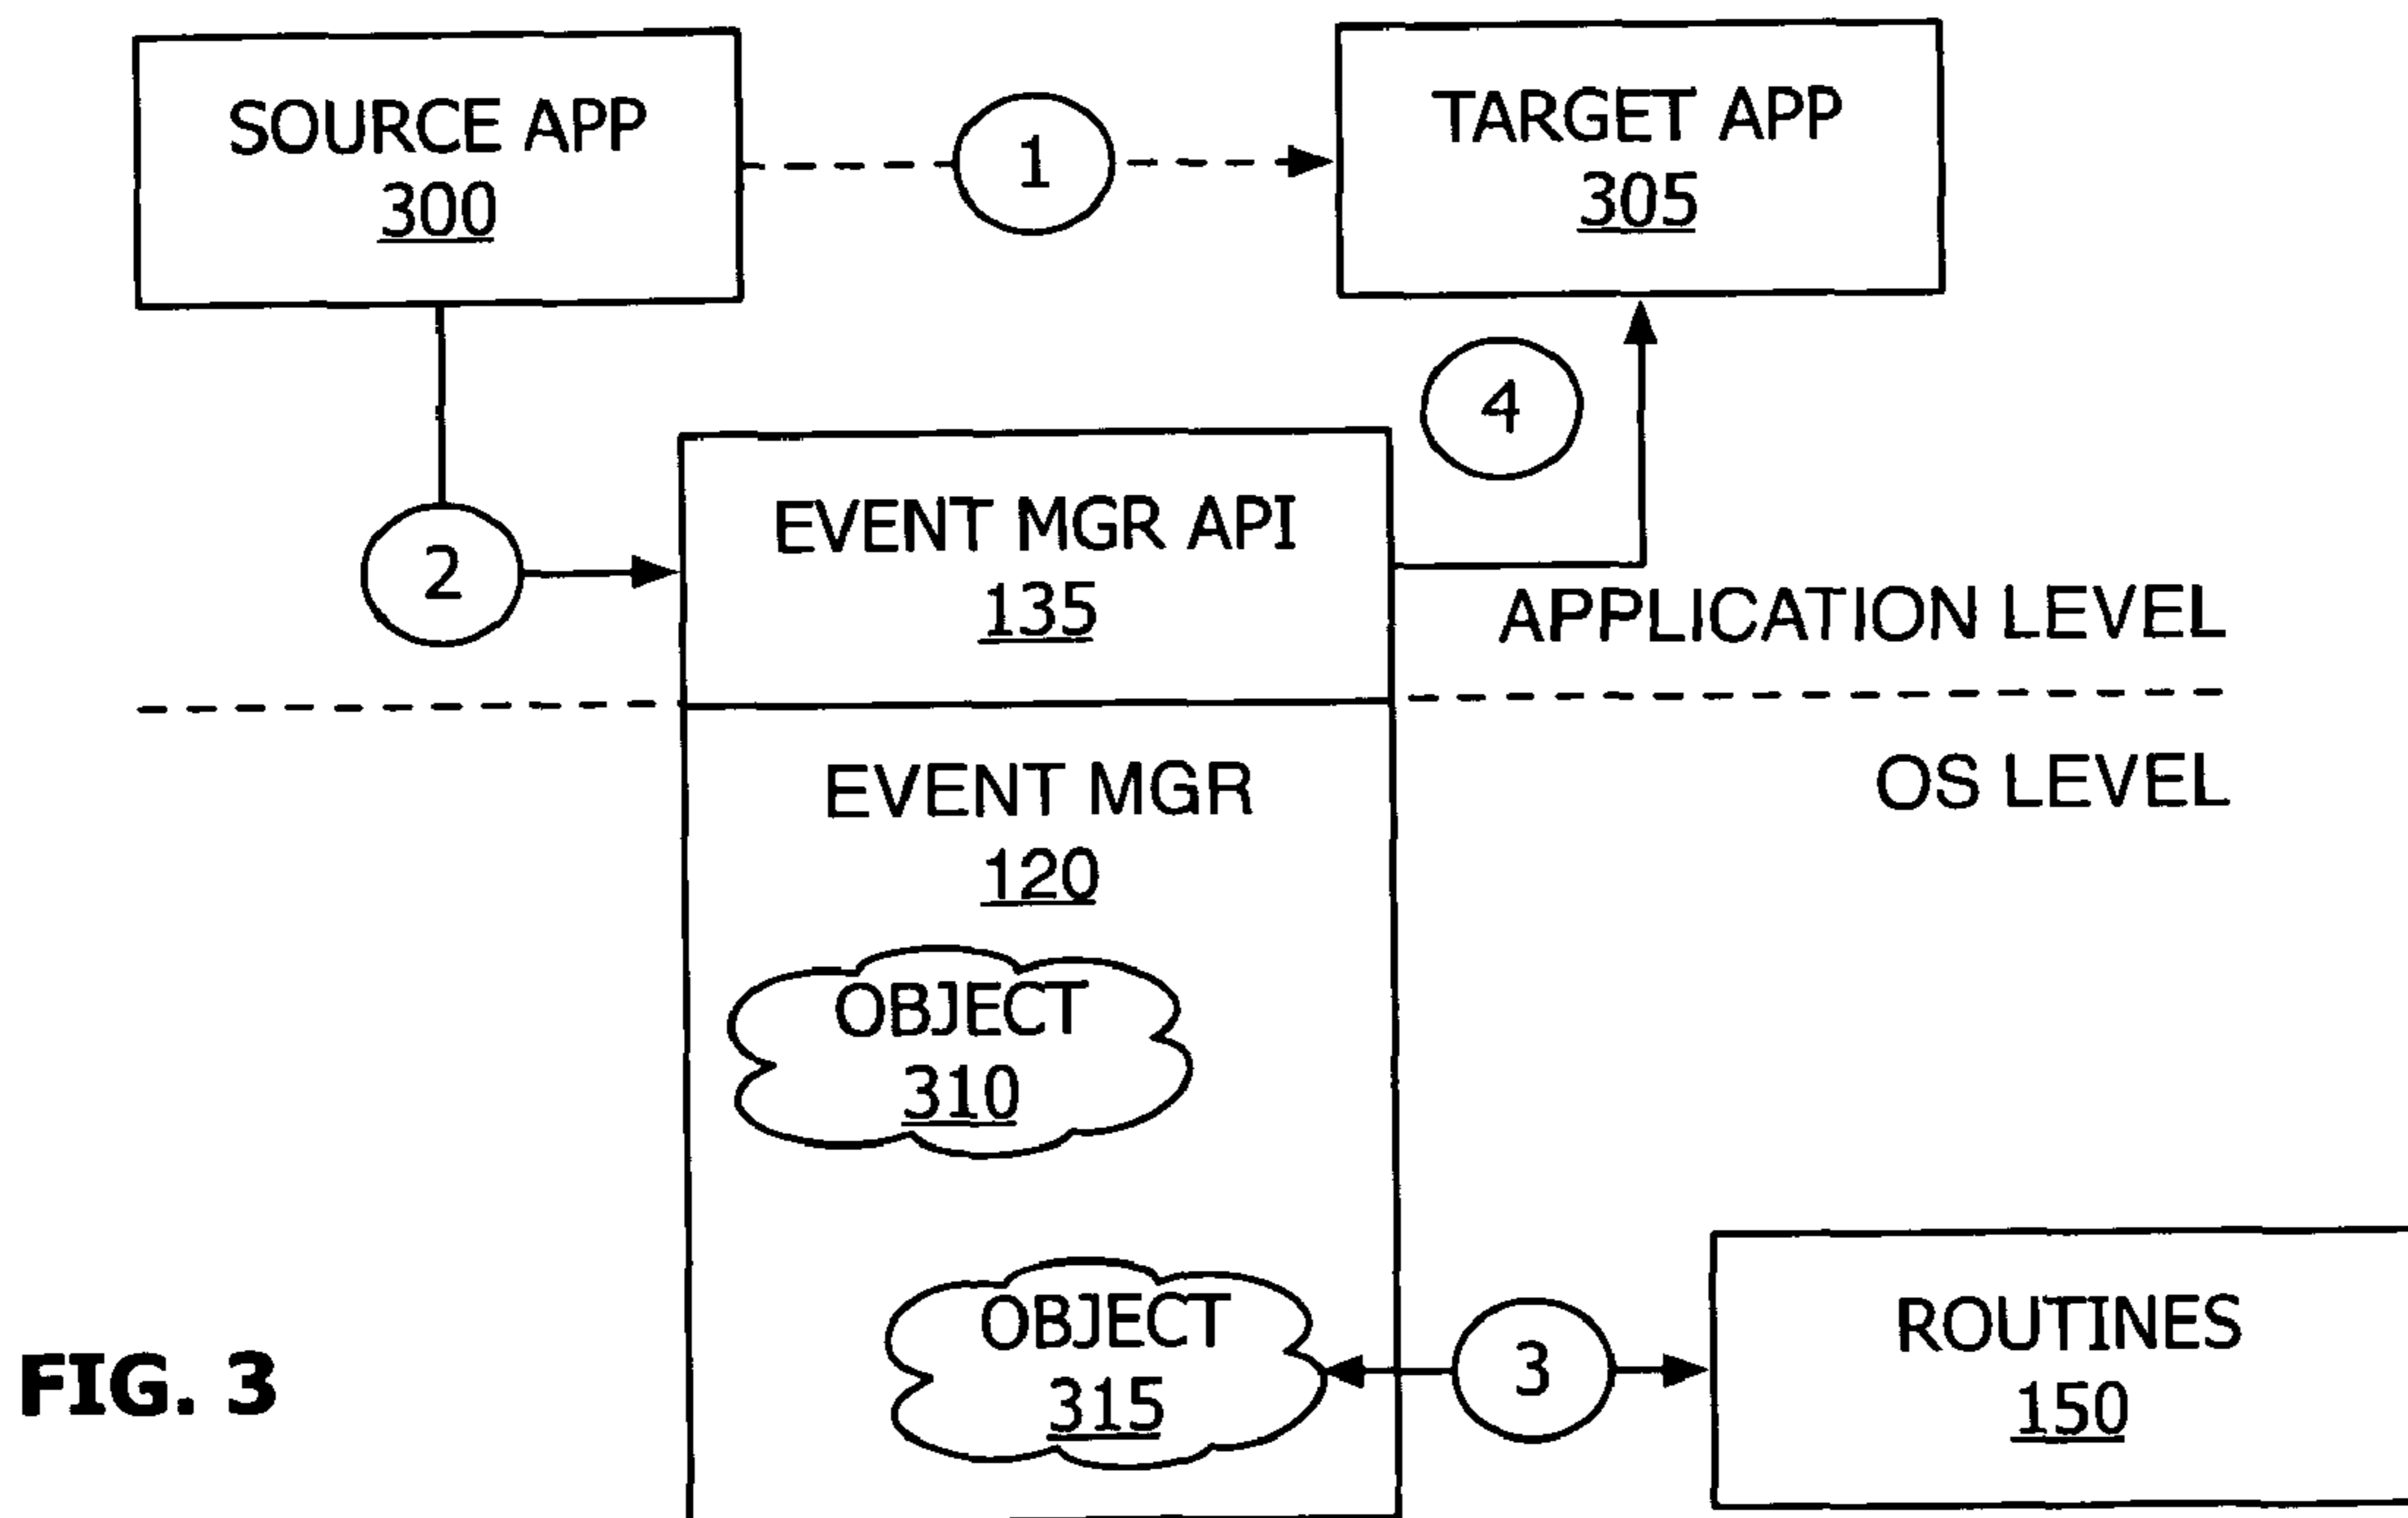 SOURCE APP
300
1
TARGET APP
305
4
2
EVENT MGR API
135
APPLICATION LEVEL
OS LEVEL
EVENT MGR
120
OBJECT
310
OBJECT
315
3
ROUTINES
150
FIG. 3